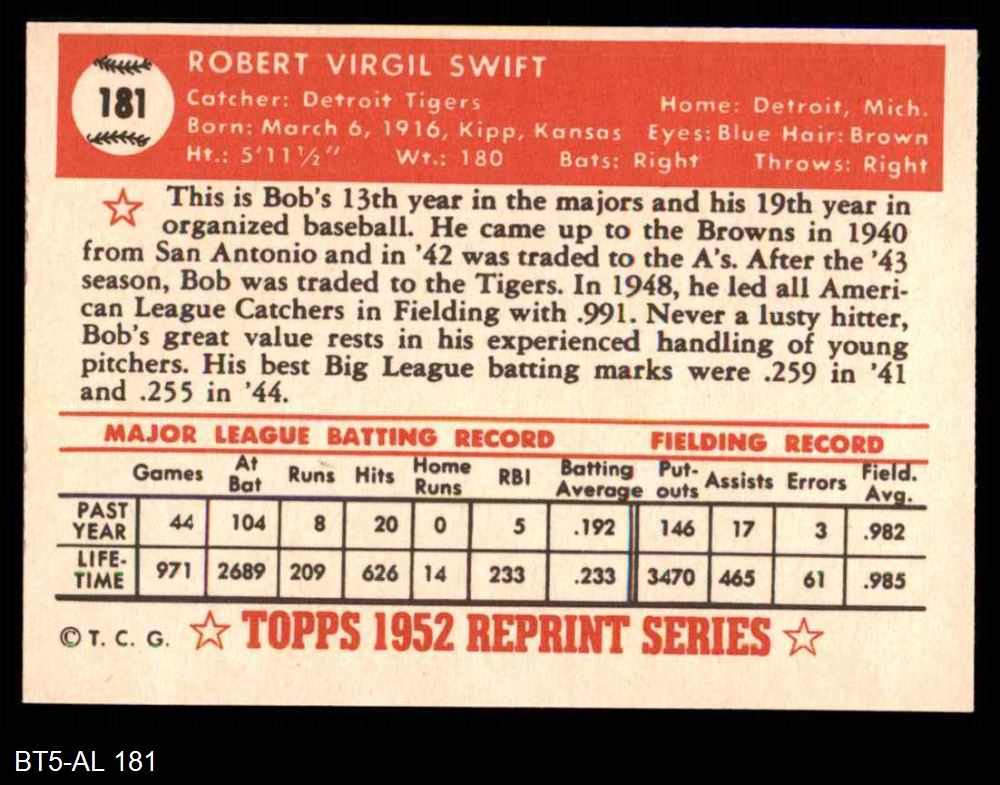 181
ROBERT VIRGIL SWIFT
Catcher: Detroit Tigers Home: Detroit, Mich.
Born: March 6, 1916, Kipp, Kansas Eyes: Blue Hair: Brown
Ht.: 5'11½" Wt.: 180 Bats: Right Throws: Right
This is Bob's 13th year in the majors and his 19th year in
organized baseball. He came up to the Browns in 1940
from San Antonio and in '42 was traded to the A's. After the '43
season, Bob was traded to the Tigers. In 1948, he led all Ameri-
can League Catchers in Fielding with .991. Never a lusty hitter,
Bob's great value rests in his experienced handling of young
pitchers. His best Big League batting marks were .259 in '41
and .255 in '44.
MAJOR LEAGUE BATTING RECORD FIELDING RECORD
Games At Bat Runs Hits Home Runs RBI Batting Average Put-outs Assists Errors Field. Avg.
PAST YEAR 44 104 8 20 0 5 .192 146 17 3 .982
LIFE-TIME 971 2689 209 626 14 233 .233 3470 465 61 .985
© T. C. G. ☆ TOPPS 1952 REPRINT SERIES ☆
BT5-AL 181